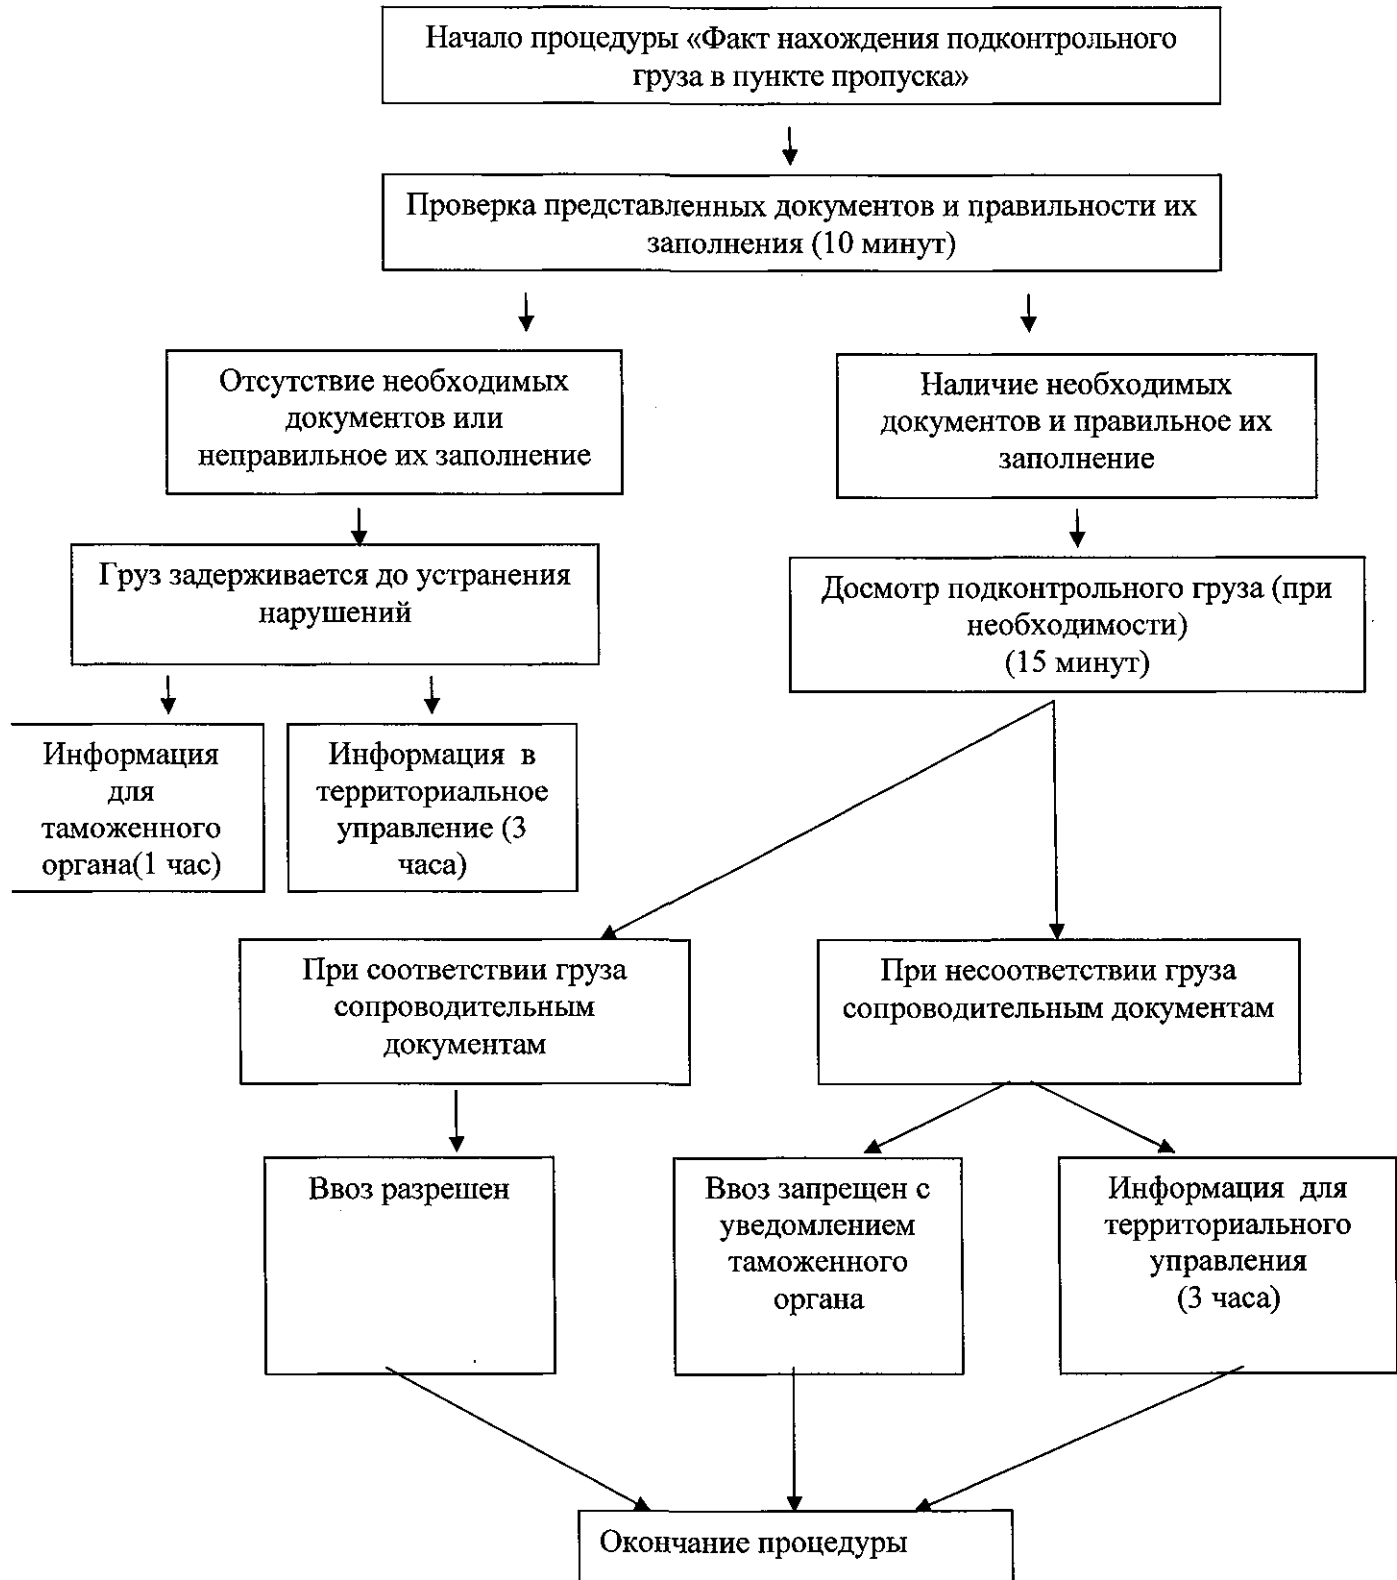 Начало процедуры «Факт нахождения подконтрольного
груза в пункте пропуска»
Проверка представленных документов и правильности их
заполнения (10 минут)
Отсутствие необходимых
документов или
неправильное их заполнение
Наличие необходимых
документов и правильное их
заполнение
Груз задерживается до устранения
нарушений
Досмотр подконтрольного груза (при
необходимости)
(15 минут)
Информация
для
таможенного
органа(1 час)
Информация в
территориальное
управление (3
часа)
При соответствии груза
сопроводительным
документам
При несоответствии груза
сопроводительным документам
Ввоз разрешен
Ввоз запрещен с
уведомлением
таможенного
органа
Информация для
территориального
управления
(3 часа)
Окончание процедуры